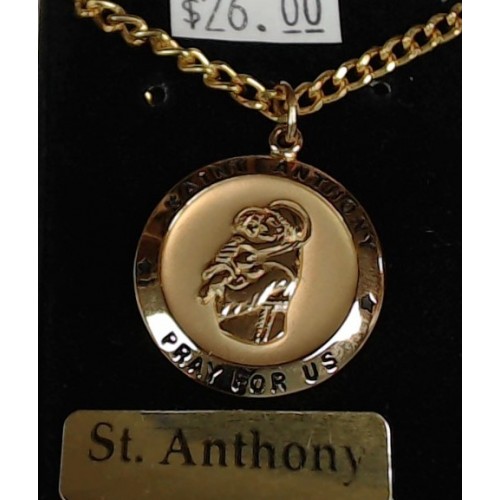 $26.00
SAINT ANTHONY
PRAY FOR US
St. Anthony